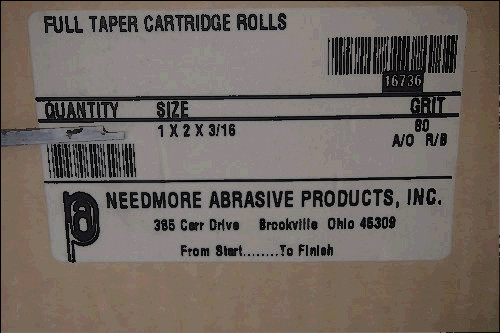 FULL TAPER CARTRIDGE ROLLS
16736
QUANTITY SIZE GRIT
1 X 2 X 3/16 80
A/O R/B
NEEDMORE ABRASIVE PRODUCTS, INC.
385 Carr Drive Brookville Ohio 45309
From Start........To Finish